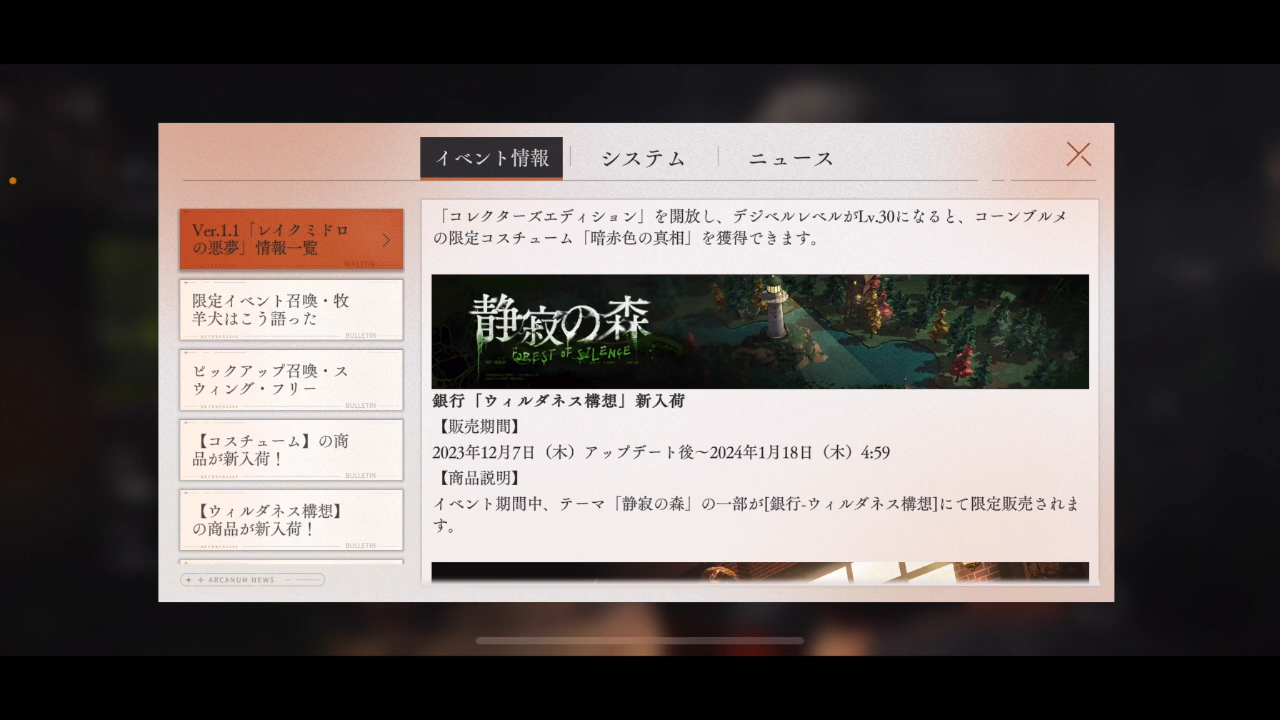 イベント情報
システム
ニュース
Ver.1.1「レイクミドロ
の悪夢」情報一覧
BULLETIN
限定イベント召喚・牧
羊犬はこう語った
BULLETIN
ピックアップ召喚・ス
ウィング・フリー
BULLETIN
【コスチューム】の商
品が新入荷！
BULLETIN
【ウィルダネス構想】
の商品が新入荷！
BULLETIN
ARCANUM NEWS
「コレクターズエディション」を開放し、デジベルレベルがLv.30になると、コーンブルメ
の限定コスチューム「暗赤色の真相」を獲得できます。
静寂の森
FOREST OF SILENCE
銀行「ウィルダネス構想」新入荷
【販売期間】
2023年12月7日（木）アップデート後〜2024年1月18日（木）4:59
【商品説明】
イベント期間中、テーマ「静寂の森」の一部が[銀行-ウィルダネス構想]にて限定販売されま
す。